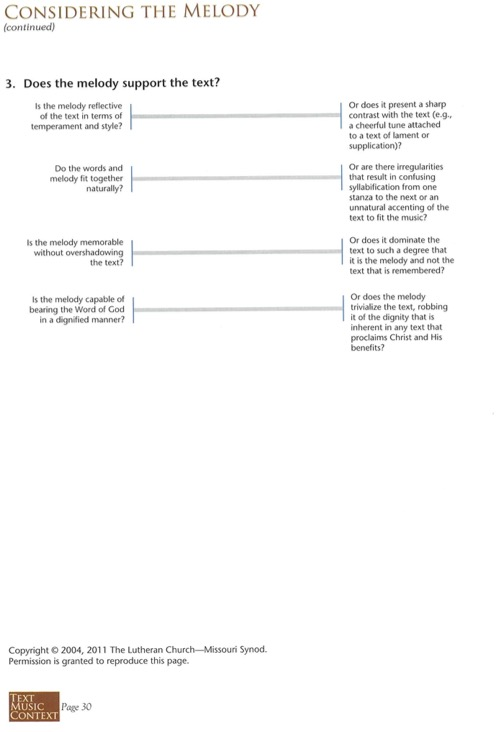 CONSIDERING THE MELODY
(continued)
3. Does the melody support the text?
Is the melody reflective
of the text in terms of
temperament and style?
Or does it present a sharp
contrast with the text (e.g.,
a cheerful tune attached
to a text of lament or
supplication)?
Do the words and
melody fit together
naturally?
Or are there irregularities
that result in confusing
syllabification from one
stanza to the next or an
unnatural accenting of the
text to fit the music?
Is the melody memorable
without overshadowing
the text?
Or does it dominate the
text to such a degree that
it is the melody and not the
text that is remembered?
Is the melody capable of
bearing the Word of God
in a dignified manner?
Or does the melody
trivialize the text, robbing
it of the dignity that is
inherent in any text that
proclaims Christ and His
benefits?
Copyright © 2004, 2011 The Lutheran Church—Missouri Synod.
Permission is granted to reproduce this page.
TEXT
MUSIC
CONTEXT
Page 30